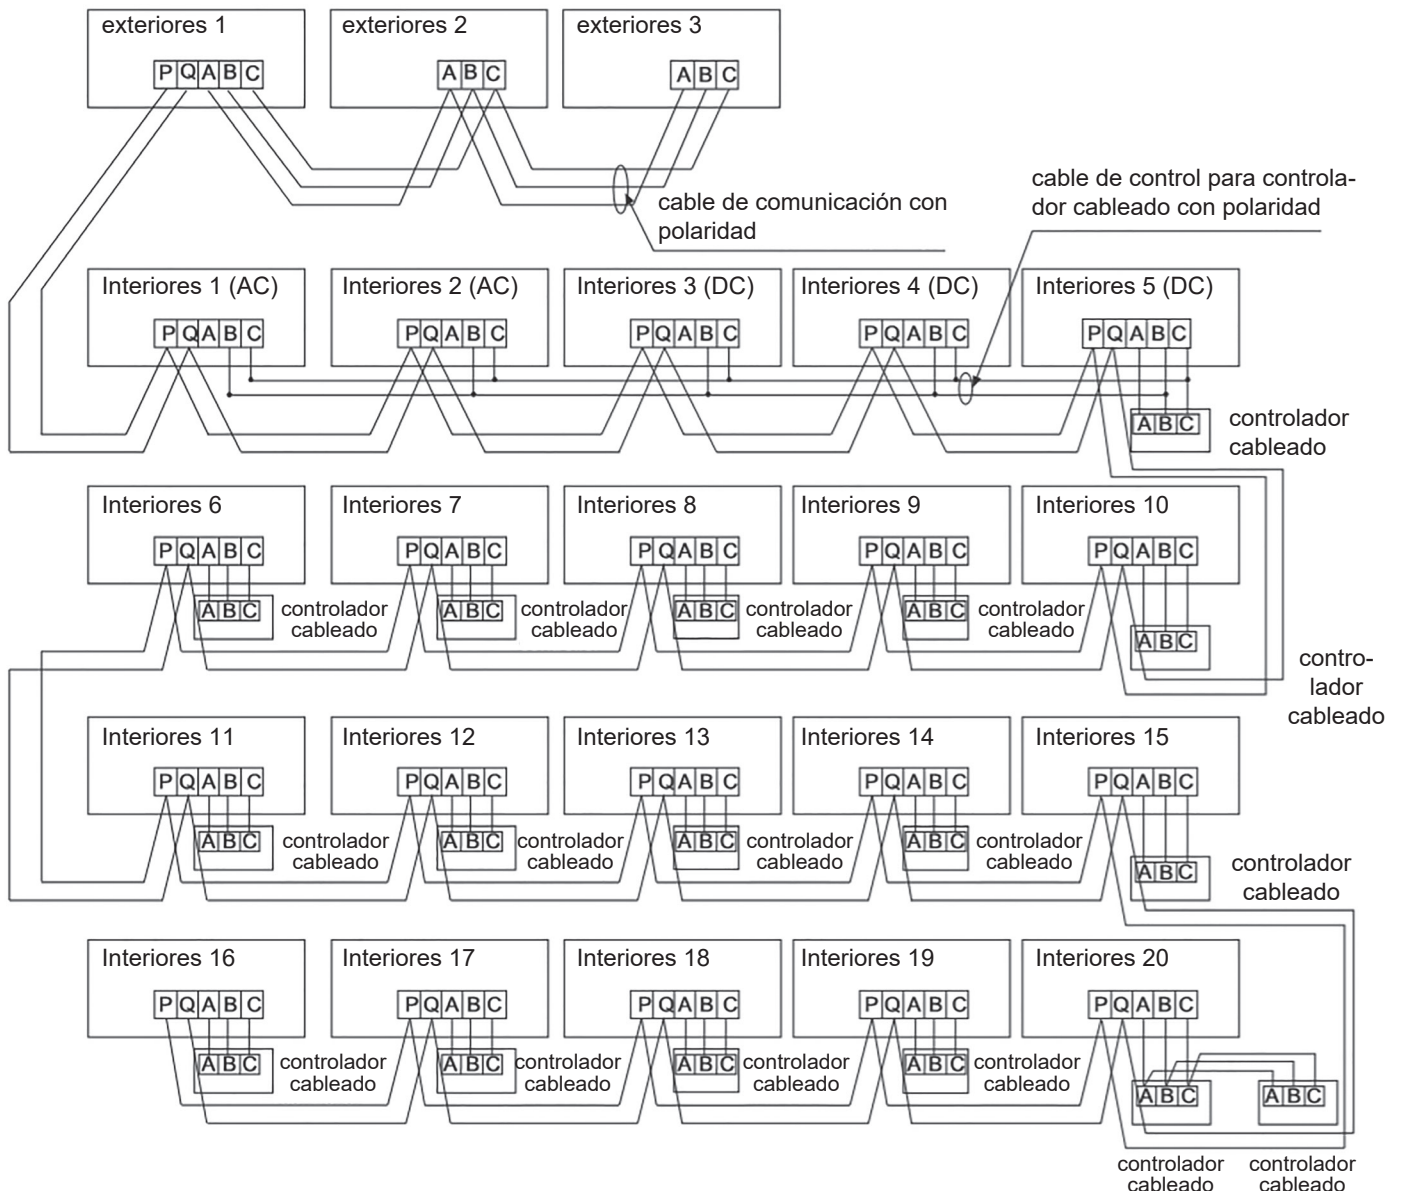 exteriores 1
exteriores 2
exteriores 3
P Q A B C
A B C
A B C
cable de comunicación con
polaridad
cable de control para controla-
dor cableado con polaridad
Interiores 1 (AC)
Interiores 2 (AC)
Interiores 3 (DC)
Interiores 4 (DC)
Interiores 5 (DC)
P Q A B C
P Q A B C
P Q A B C
P Q A B C
P Q A B C
A B C
controlador
cableado
Interiores 6
Interiores 7
Interiores 8
Interiores 9
Interiores 10
P Q A B C
P Q A B C
P Q A B C
P Q A B C
P Q A B C
A B C
controlador
cableado
A B C
controlador
cableado
A B C
controlador
cableado
A B C
controlador
cableado
A B C
contro-
lador
cableado
Interiores 11
Interiores 12
Interiores 13
Interiores 14
Interiores 15
P Q A B C
P Q A B C
P Q A B C
P Q A B C
P Q A B C
A B C
controlador
cableado
A B C
controlador
cableado
A B C
controlador
cableado
A B C
controlador
cableado
A B C
controlador
cableado
Interiores 16
Interiores 17
Interiores 18
Interiores 19
Interiores 20
P Q A B C
P Q A B C
P Q A B C
P Q A B C
P Q A B C
A B C
controlador
cableado
A B C
controlador
cableado
A B C
controlador
cableado
A B C
controlador
cableado
A B C
A B C
controlador
cableado
controlador
cableado